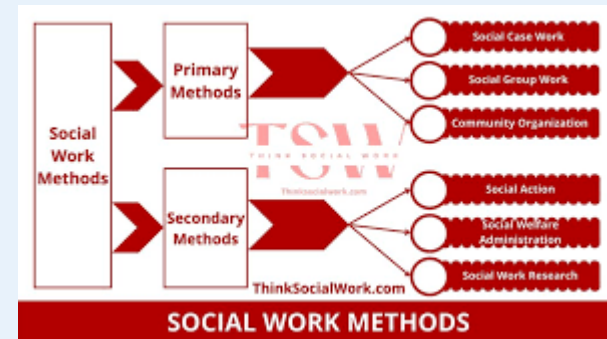 Social
Work
Methods
Primary
Methods
Social Case Work
Social Group Work
Community Organization
TSW
THINK SOCIAL WORK
Thinksocialwork.com
Secondary
Methods
Social Action
Social Welfare
Administration
Social Work Research
ThinkSocialWork.com
SOCIAL WORK METHODS